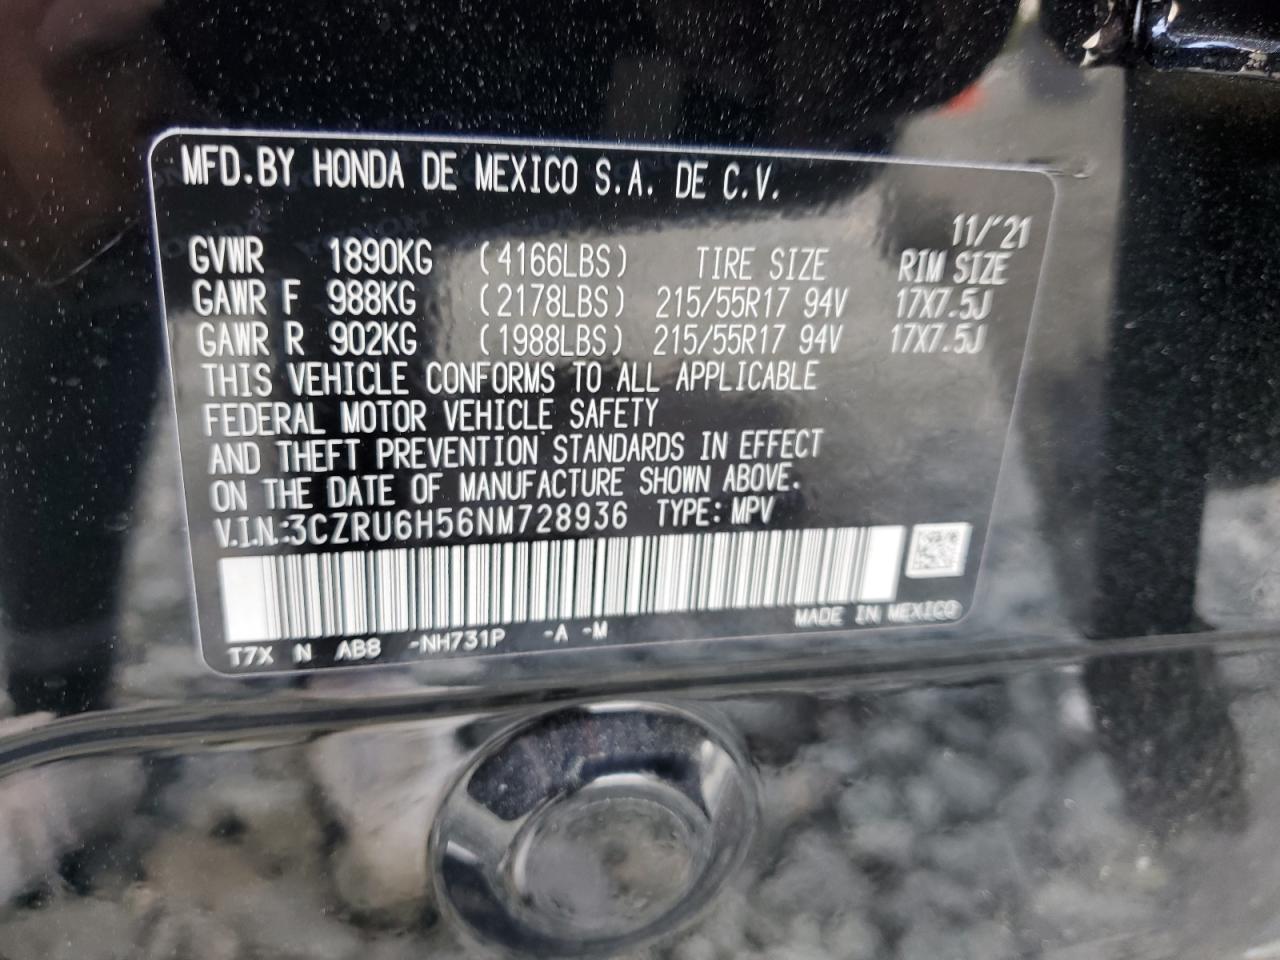 MFD.BY HONDA DE MEXICO S.A. DE C.V.
11/'21
GVWR 1890KG (4166LBS) TIRE SIZE RIM SIZE
GAWR F 988KG (2178LBS) 215/55R17 94V 17X7.5J
GAWR R 902KG (1988LBS) 215/55R17 94V 17X7.5J
THIS VEHICLE CONFORMS TO ALL APPLICABLE
FEDERAL MOTOR VEHICLE SAFETY
AND THEFT PREVENTION STANDARDS IN EFFECT
ON THE DATE OF MANUFACTURE SHOWN ABOVE.
V.I.N.:3CZRU6H56NM728936 TYPE: MPV
MADE IN MEXICO
T7X N AB8 -NH731P -A -M